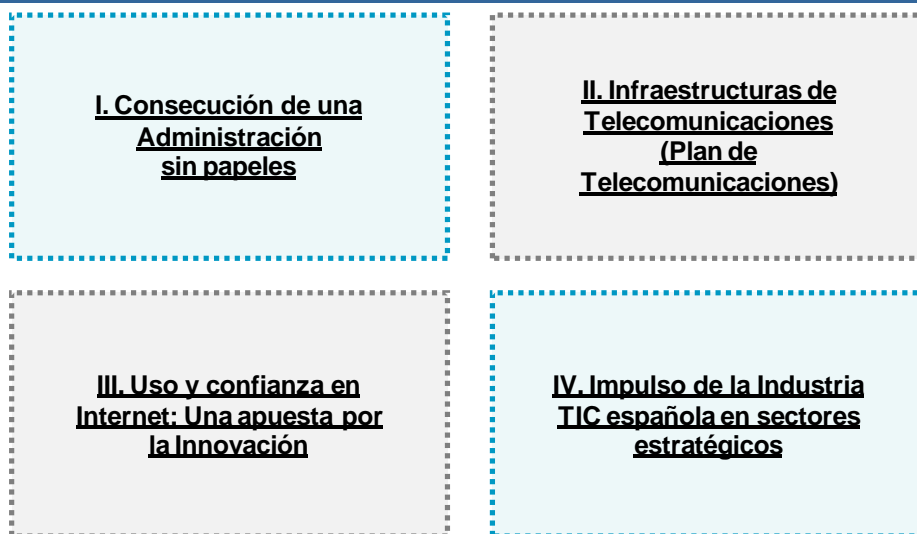 I. Consecución de una
Administración
sin papeles
II. Infraestructuras de
Telecomunicaciones
(Plan de
Telecomunicaciones)
III. Uso y confianza en
Internet: Una apuesta por
la Innovación
IV. Impulso de la Industria
TIC española en sectores
estratégicos